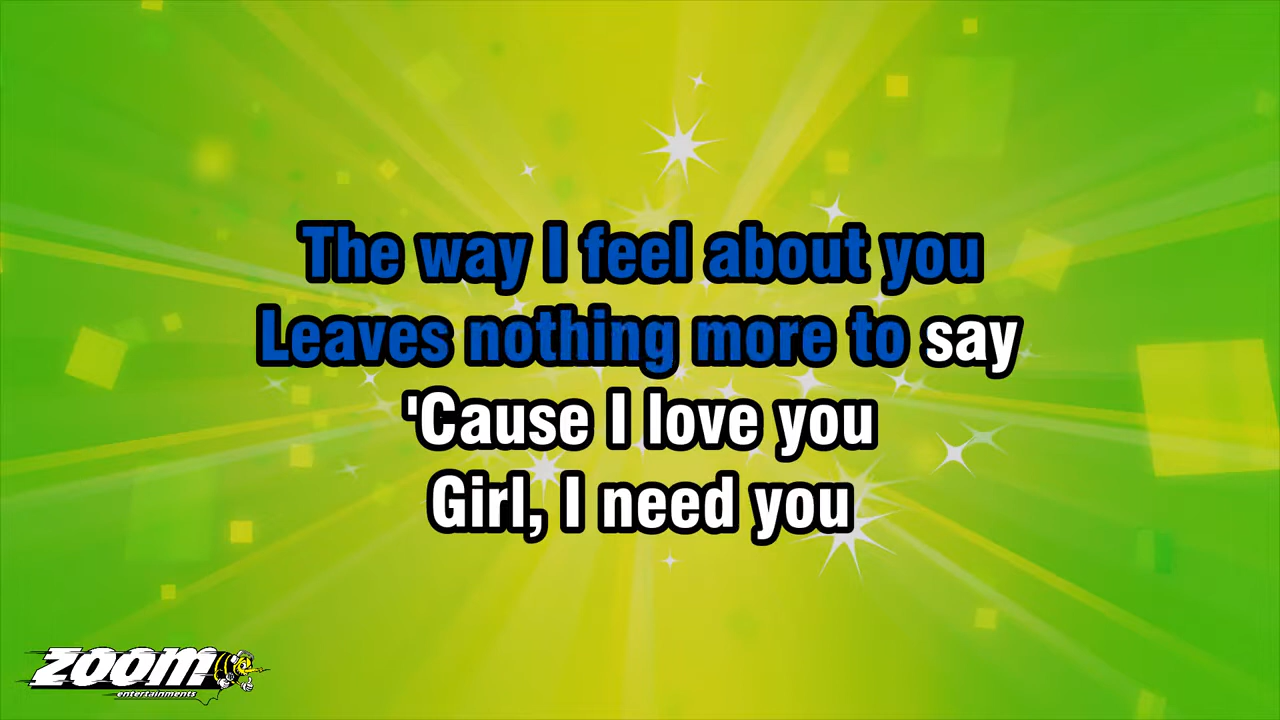 The way I feel about you
Leaves nothing more to say
'Cause I love you
Girl, I need you
zoom
entertainments